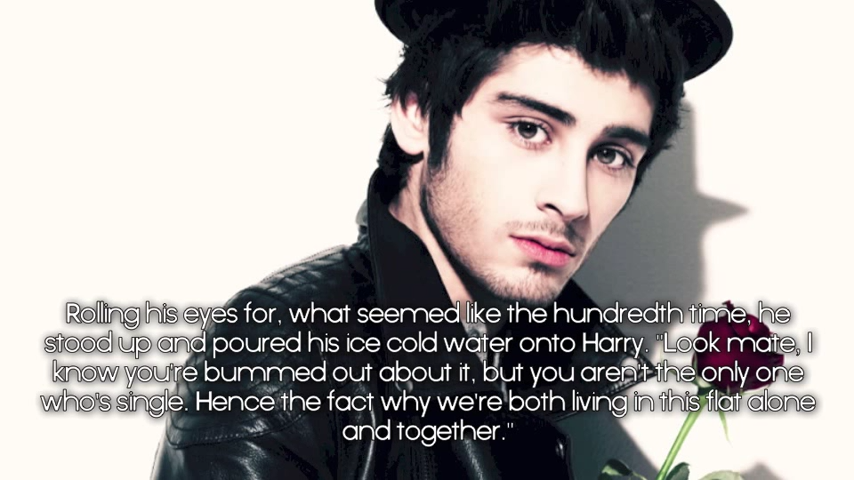 Rolling his eyes for, what seemed like the hundredth time, he
stood up and poured his ice cold water onto Harry. "Look mate, I
know you're bummed out about it, but you aren't the only one
who's single. Hence the fact why we're both living in this flat alone
and together."